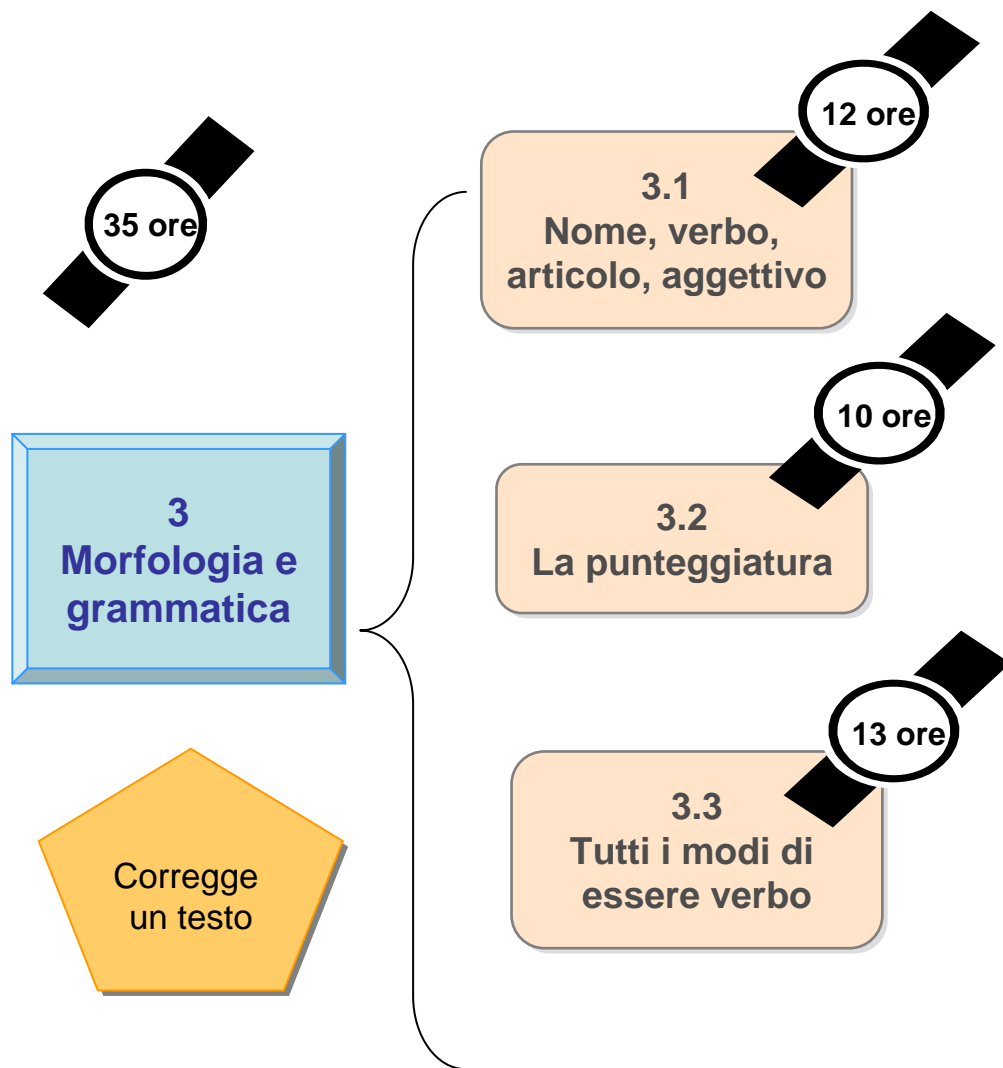 35 ore
3
Morfologia e
grammatica
Corregge
un testo
12 ore
3.1
Nome, verbo,
articolo, aggettivo
10 ore
3.2
La punteggiatura
13 ore
3.3
Tutti i modi di
essere verbo